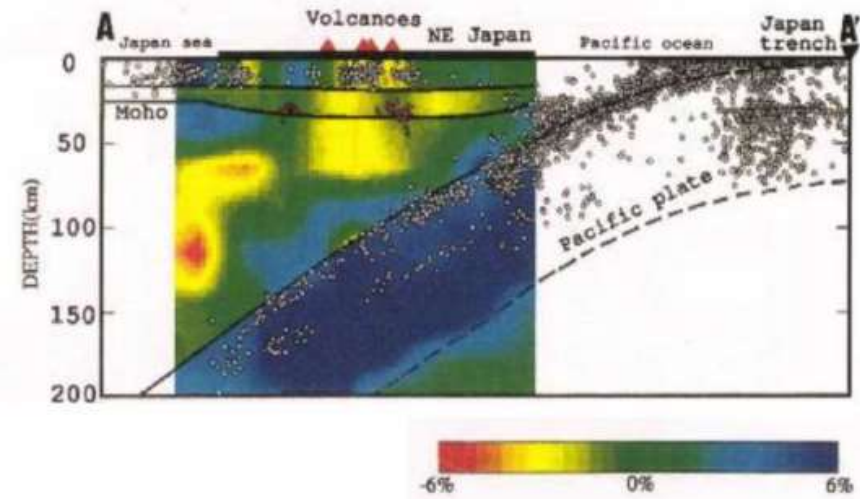 Volcanoes
A Japan sea NE Japan Pacific ocean Japan trench A'
0
Moho
50
100
150
200
DEPTH(km)
Pacific plate
-6% 0% 6%